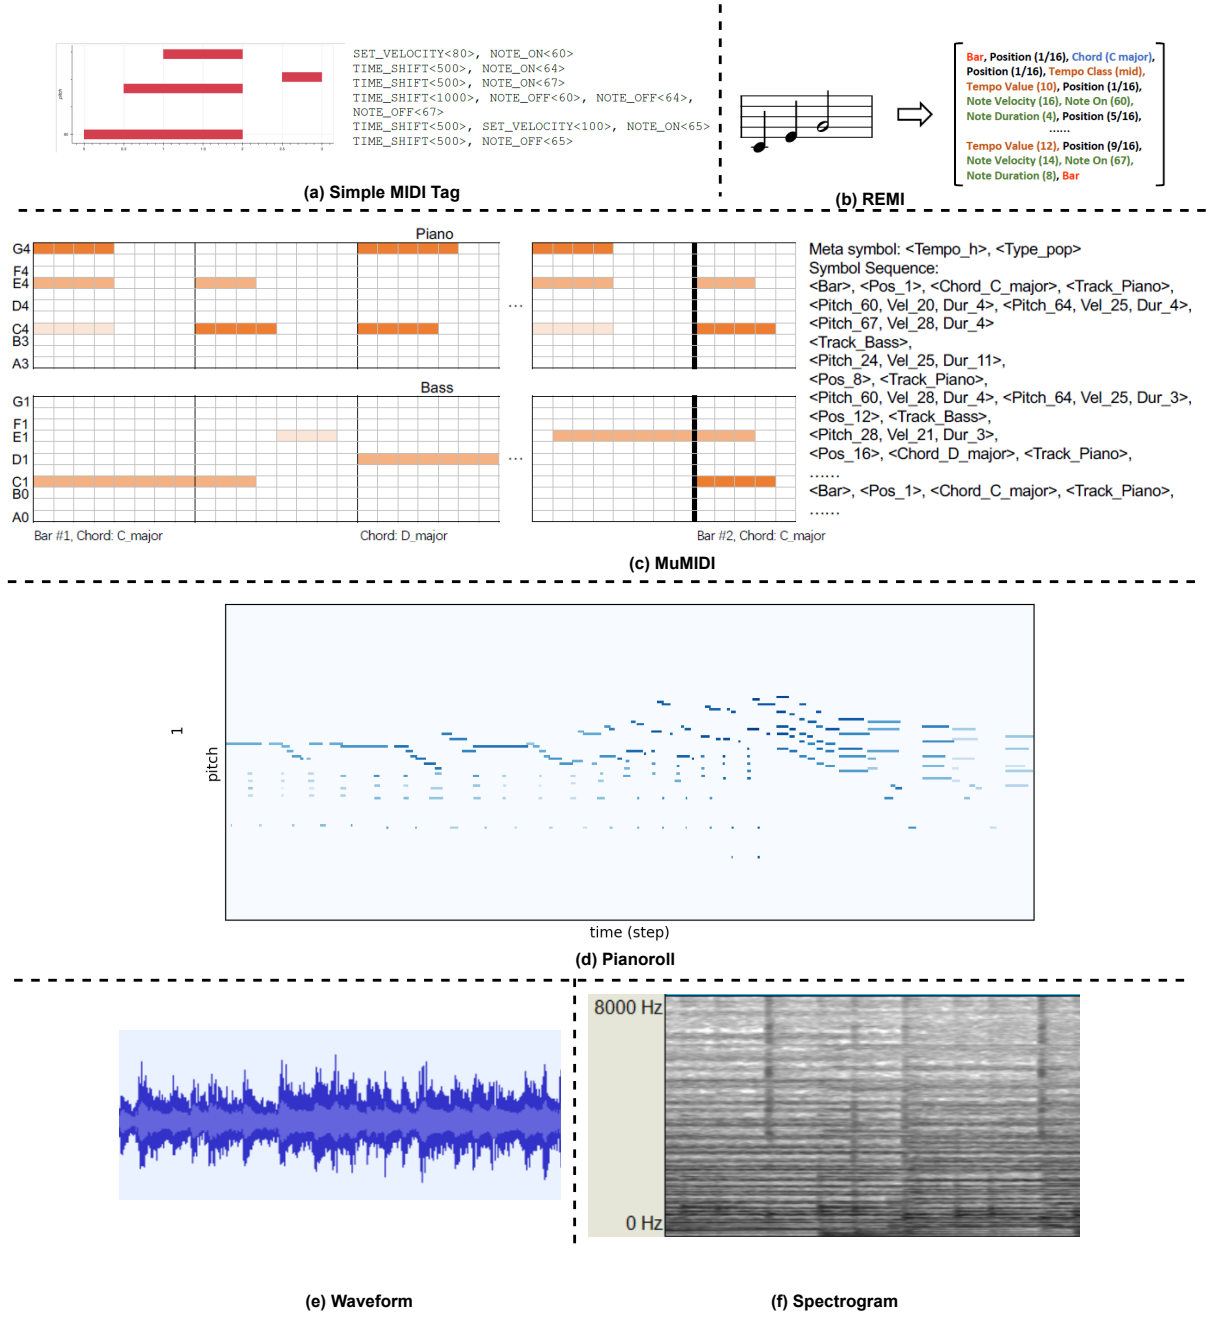 SET_VELOCITY<80>, NOTE_ON<60>
TIME_SHIFT<500>, NOTE_ON<64>
TIME_SHIFT<500>, NOTE_ON<67>
TIME_SHIFT<1000>, NOTE_OFF<60>, NOTE_OFF<64>,
NOTE_OFF<67>
TIME_SHIFT<500>, SET_VELOCITY<100>, NOTE_ON<65>
TIME_SHIFT<500>, NOTE_OFF<65>
pitch
60
(a) Simple MIDI Tag
Bar, Position (1/16), Chord (C major),
Position (1/16), Tempo Class (mid),
Tempo Value (10), Position (1/16),
Note Velocity (16), Note On (60),
Note Duration (4), Position (5/16),
......
Tempo Value (12), Position (9/16),
Note Velocity (14), Note On (67),
Note Duration (8), Bar
(b) REMI
Piano
G4
F4
E4
D4
C4
B3
A3
...
Bass
G1
F1
E1
D1
C1
B0
A0
...
Bar #1, Chord: C_major
Chord: D_major
Bar #2, Chord: C_major
Meta symbol: <Tempo_h>, <Type_pop>
Symbol Sequence:
<Bar>, <Pos_1>, <Chord_C_major>, <Track_Piano>,
<Pitch_60, Vel_20, Dur_4>, <Pitch_64, Vel_25, Dur_4>,
<Pitch_67, Vel_28, Dur_4>
<Track_Bass>,
<Pitch_24, Vel_25, Dur_11>,
<Pos_8>, <Track_Piano>,
<Pitch_60, Vel_28, Dur_4>, <Pitch_64, Vel_25, Dur_3>,
<Pos_12>, <Track_Bass>,
<Pitch_28, Vel_21, Dur_3>,
<Pos_16>, <Chord_D_major>, <Track_Piano>,
......
<Bar>, <Pos_1>, <Chord_C_major>, <Track_Piano>,
......
(c) MuMIDI
1
pitch
time (step)
(d) Pianoroll
8000 Hz
0 Hz
(e) Waveform
(f) Spectrogram